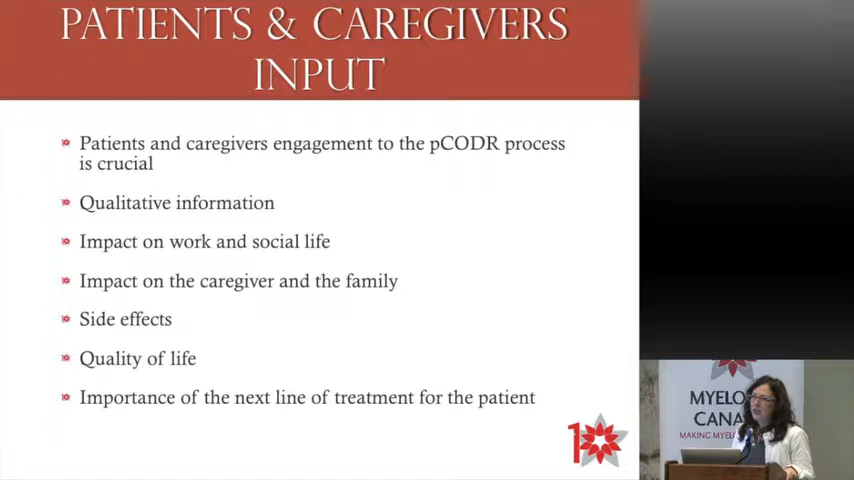 PATIENTS & CAREGIVERS
INPUT
Patients and caregivers engagement to the pCODR process
is crucial
Qualitative information
Impact on work and social life
Impact on the caregiver and the family
Side effects
Quality of life
Importance of the next line of treatment for the patient
10
MYELO
CANA
MAKING MYEL